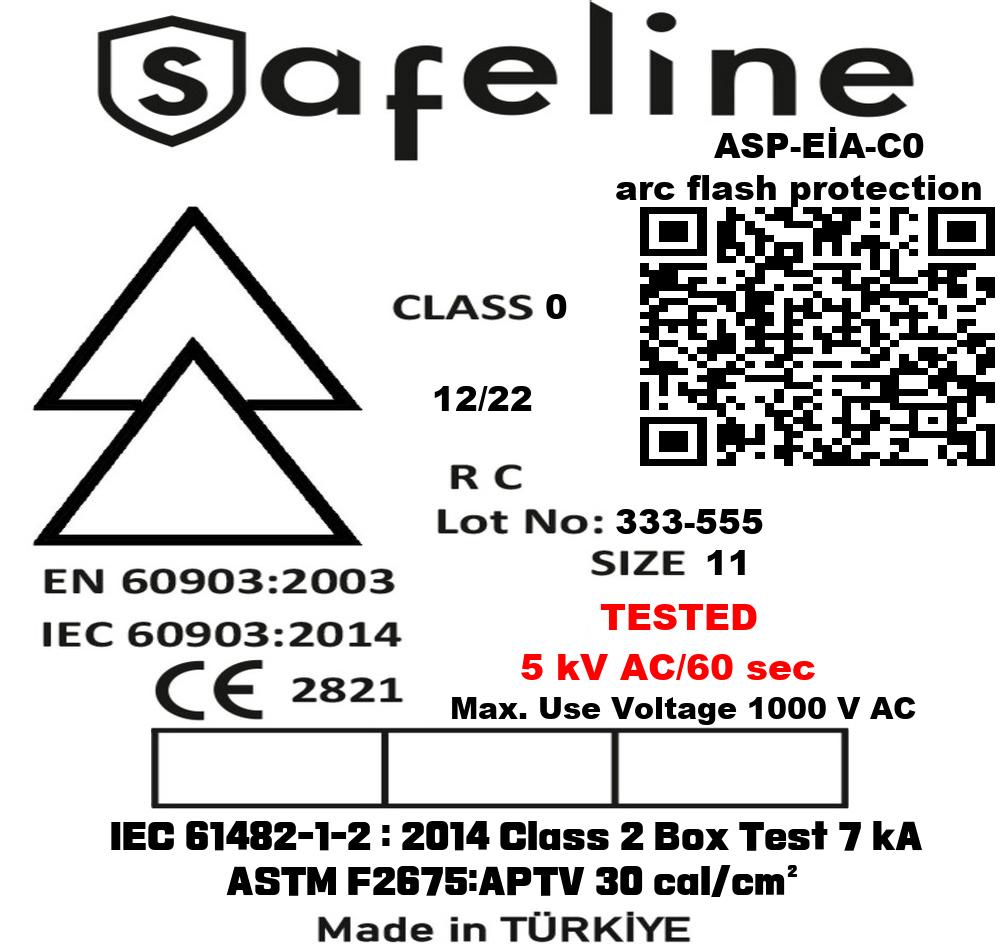 Safeline
ASP-EİA-C0
arc flash protection
CLASS 0
12/22
R C
Lot No: 333-555
SIZE 11
EN 60903:2003
IEC 60903:2014
TESTED
5 kV AC/60 sec
CE 2821
Max. Use Voltage 1000 V AC
IEC 61482-1-2 : 2014 Class 2 Box Test 7 kA
ASTM F2675:APTV 30 cal/cm²
Made in TÜRKİYE